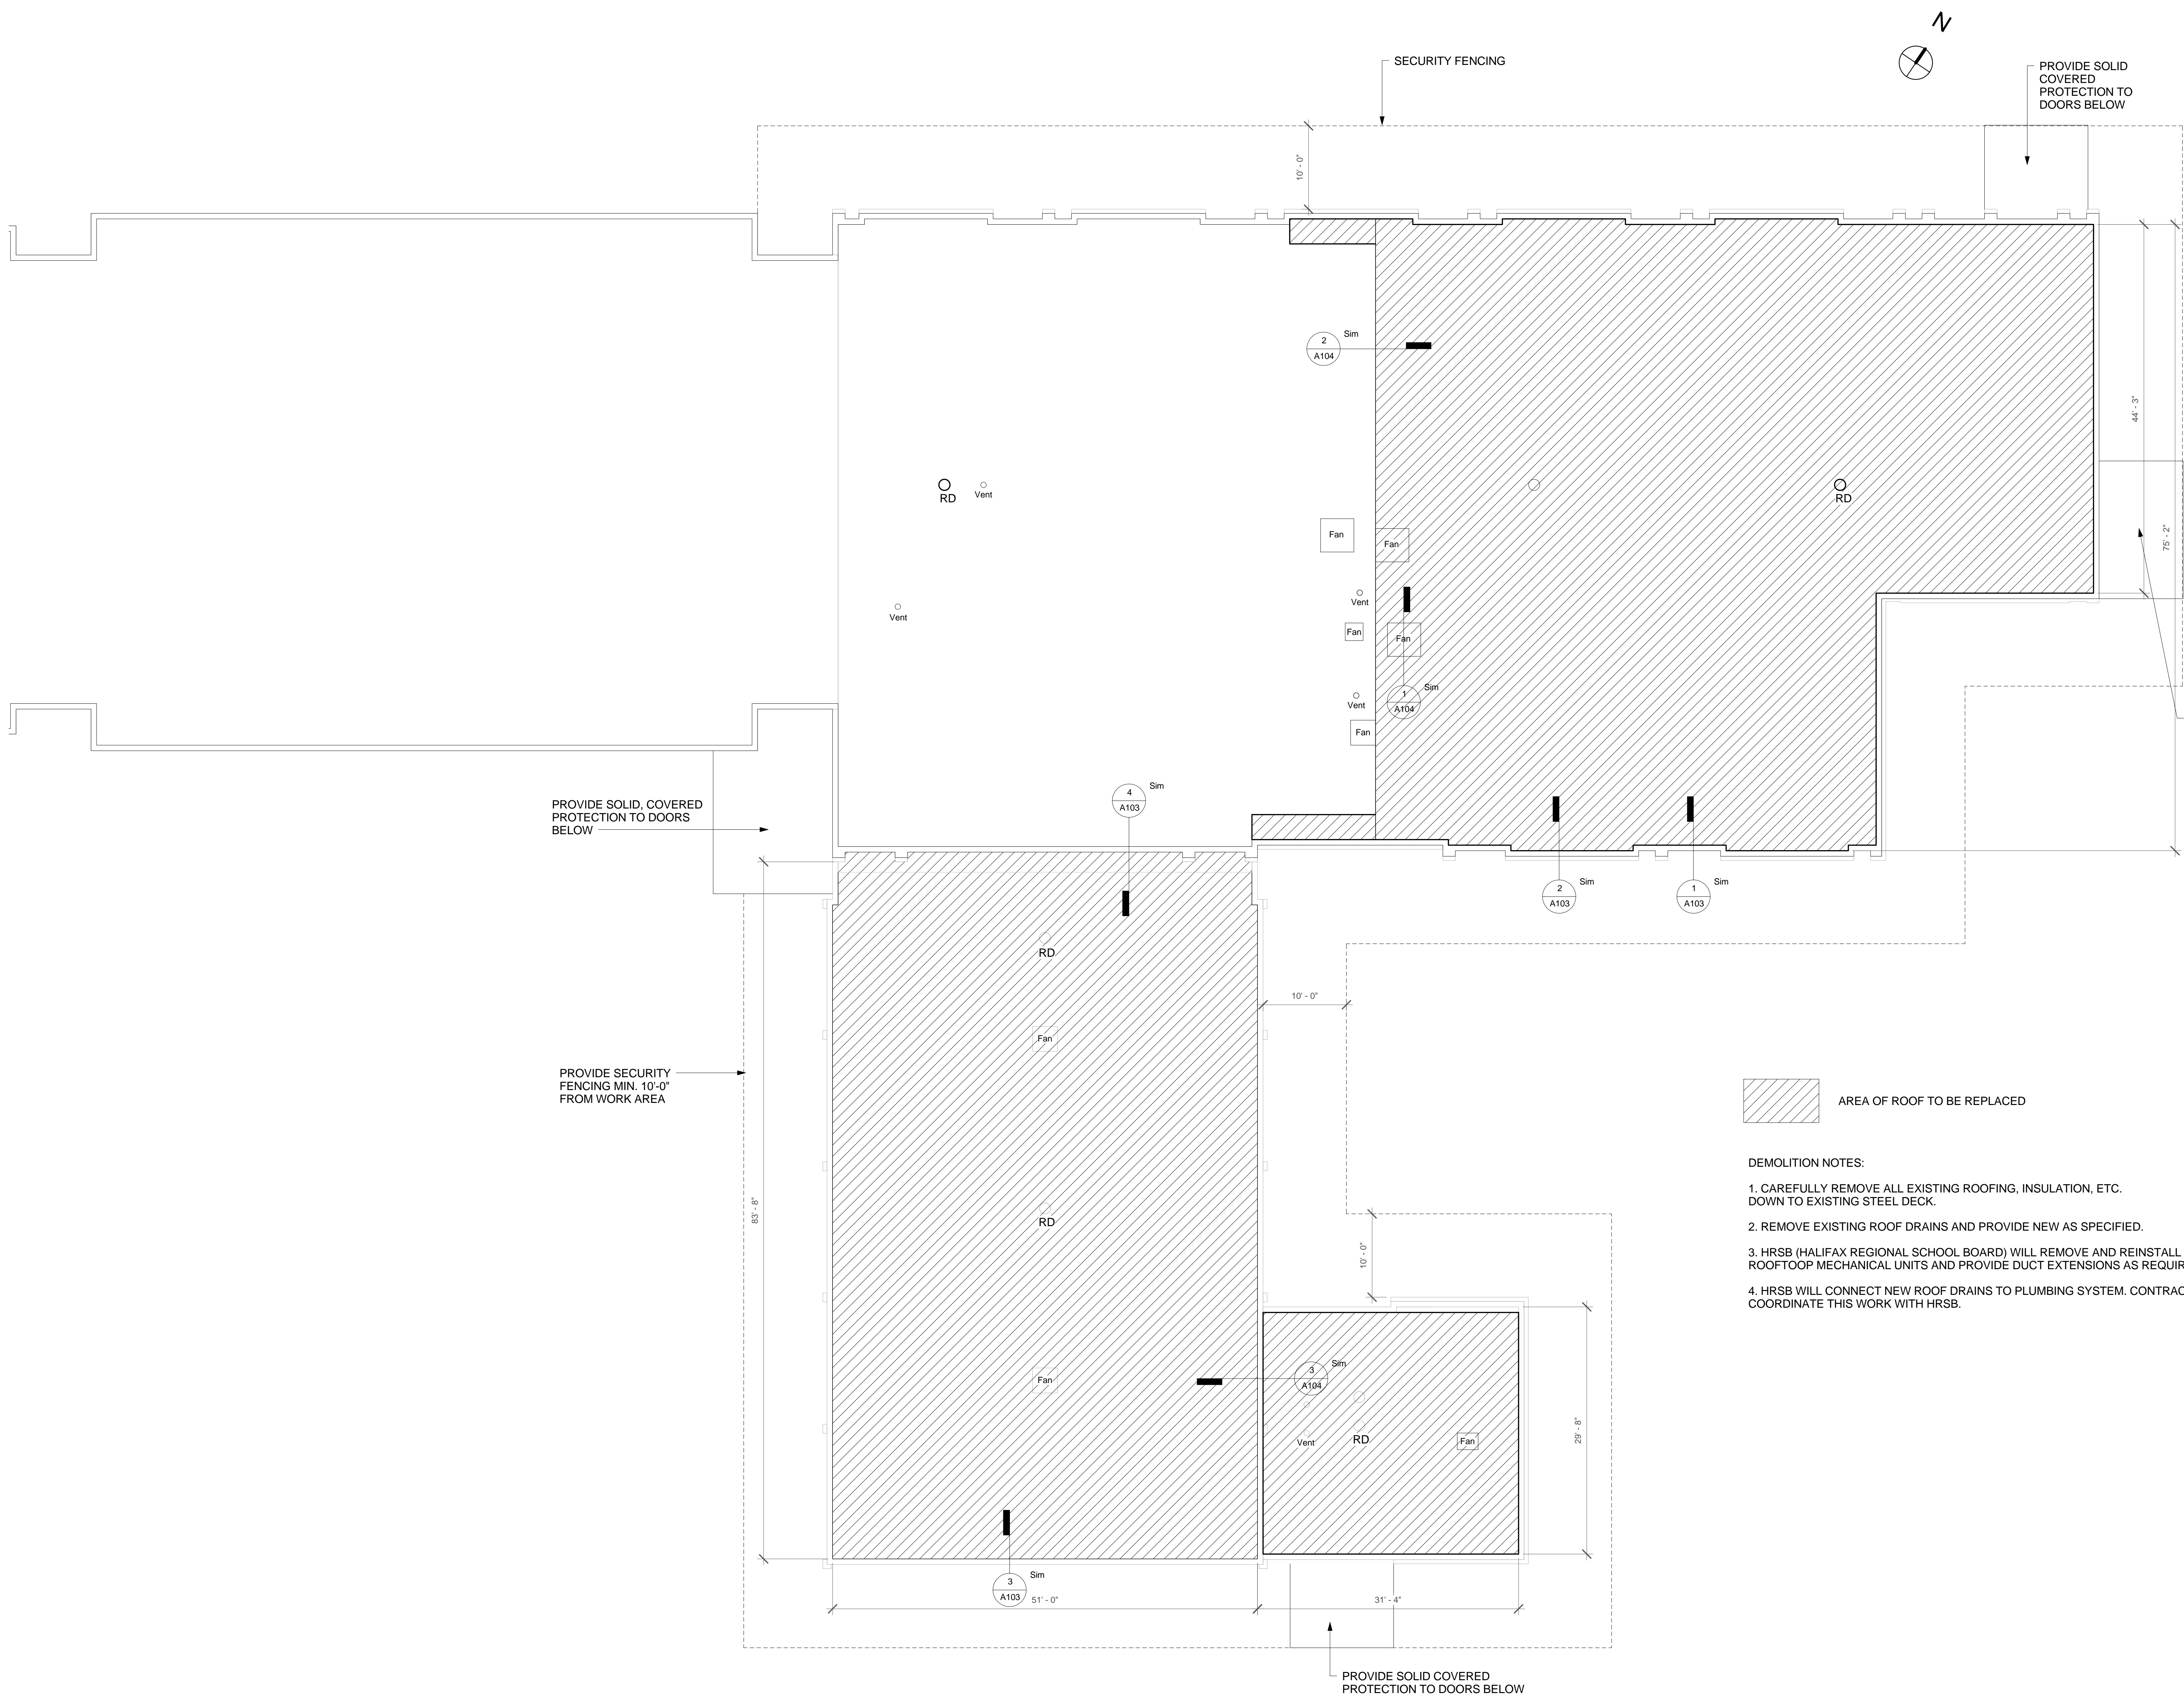 N
SECURITY FENCING
PROVIDE SOLID
COVERED
PROTECTION TO
DOORS BELOW
10' - 0"
2
A104
Sim
44' - 3"
75' - 2"
RD
Vent
RD
Fan
Fan
Vent
Vent
Fan
Fan
1
A104
Sim
Vent
Fan
4
A103
Sim
PROVIDE SOLID, COVERED
PROTECTION TO DOORS
BELOW
2
A103
Sim
1
A103
Sim
RD
10' - 0"
Fan
PROVIDE SECURITY
FENCING MIN. 10'-0"
FROM WORK AREA
AREA OF ROOF TO BE REPLACED
DEMOLITION NOTES:
1. CAREFULLY REMOVE ALL EXISTING ROOFING, INSULATION, ETC.
DOWN TO EXISTING STEEL DECK.
2. REMOVE EXISTING ROOF DRAINS AND PROVIDE NEW AS SPECIFIED.
3. HRSB (HALIFAX REGIONAL SCHOOL BOARD) WILL REMOVE AND REINSTALL
ROOFTOOP MECHANICAL UNITS AND PROVIDE DUCT EXTENSIONS AS REQUIR
4. HRSB WILL CONNECT NEW ROOF DRAINS TO PLUMBING SYSTEM. CONTRAC
COORDINATE THIS WORK WITH HRSB.
83' - 8"
RD
10' - 0"
Fan
3
A104
Sim
Vent
RD
Fan
29' - 8"
3
A103
Sim
51' - 0"
31' - 4"
PROVIDE SOLID COVERED
PROTECTION TO DOORS BELOW